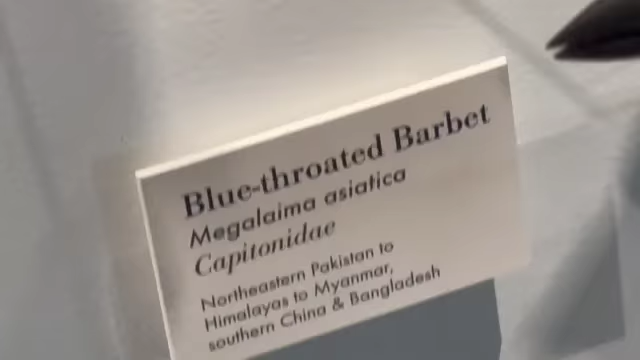 Blue-throated Barbet
Megalaima asiatica
Capitonidae
Northeastern Pakistan to
Himalayas to Myanmar,
southern China & Bangladesh